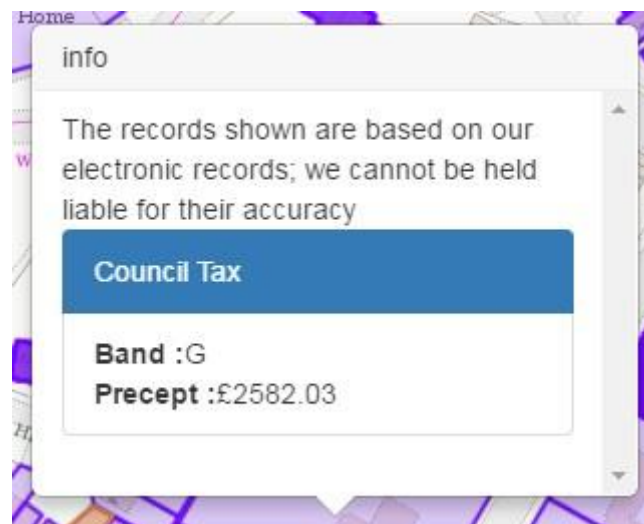 Home
info
The records shown are based on our
electronic records; we cannot be held
liable for their accuracy
Council Tax
Band :G
Precept :£2582.03